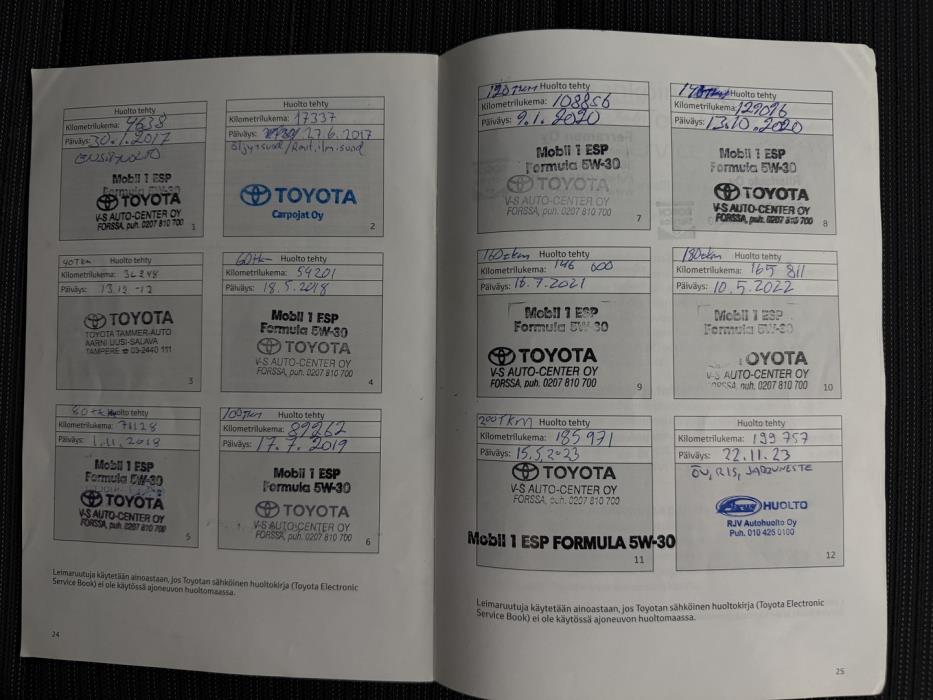 Huolto tehty
Kilometrilukema: 4638
Päiväys: 30.1.2017
ENSIHUOLTO
Mobil 1 ESP
Formula 5W-30
TOYOTA
V-S AUTO-CENTER OY
FORSSA, puh. 0207 810 700
1
Huolto tehty
Kilometrilukema: 17337
Päiväys: 27.6.2017
TOYOTA
Carpojat Oy
2
40Tkm Huolto tehty
Kilometrilukema:
Päiväys:
TOYOTA
TOYOTA TAMMER-AUTO
AARNI UUSI-SALAVA
TAMPERE ☎ 03-2440 111
3
60tkm Huolto tehty
Kilometrilukema: 54201
Päiväys: 18.5.2018
Mobil 1 ESP
Formula 5W-30
TOYOTA
V-S AUTO-CENTER OY
FORSSA, puh. 0207 810 700
4
80tkm Huolto tehty
Kilometrilukema: 71128
Päiväys: 1.11.2018
Mobil 1 ESP
Formula 5W-30
TOYOTA
V-S AUTO-CENTER OY
FORSSA, puh. 0207 810 700
5
100Tkm Huolto tehty
Kilometrilukema: 89262
Päiväys: 17.7.2019
Mobil 1 ESP
Formula 5W-30
TOYOTA
V-S AUTO-CENTER OY
FORSSA, puh. 0207 810 700
6
Leimaruutuja käytetään ainoastaan, jos Toyotan sähköinen huoltokirja (Toyota Electronic
Service Book) ei ole käytössä ajoneuvon huoltomaassa.
24
120Tkm Huolto tehty
Kilometrilukema: 108856
Päiväys: 9.1.2020
Mobil 1 ESP
Formula 5W-30
TOYOTA
V-S AUTO-CENTER OY
FORSSA, puh. 0207 810 700
7
Huolto tehty
Kilometrilukema: 129026
Päiväys: 13.10.2020
Mobil 1 ESP
Formula 5W-30
TOYOTA
V-S AUTO-CENTER OY
FORSSA, puh. 0207 810 700
8
160tkm Huolto tehty
Kilometrilukema: 146 600
Päiväys: 16.7.2021
Mobil 1 ESP
Formula 5W-30
TOYOTA
V-S AUTO-CENTER OY
FORSSA, puh. 0207 810 700
9
180tkm Huolto tehty
Kilometrilukema: 165 811
Päiväys: 10.5.2022
Mobil 1 ESP
Formula 5W-30
OYOTA
V-S AUTO-CENTER OY
FORSSA, puh. 0207 810 700
10
200Tkm Huolto tehty
Kilometrilukema: 185971
Päiväys: 15.5.2023
TOYOTA
V-S AUTO-CENTER OY
FORSSA, puh. 0207 810 700
Mobil 1 ESP FORMULA 5W-30
11
Huolto tehty
Kilometrilukema: 199 757
Päiväys: 22.11.23
ÖV, RIS, JARRUNESTE
HUOLTO
RJV Autohuolto Oy
Puh. 010 425 0100
12
Leimaruutuja käytetään ainoastaan, jos Toyotan sähköinen huoltokirja (Toyota Electronic
Service Book) ei ole käytössä ajoneuvon huoltomaassa.
25